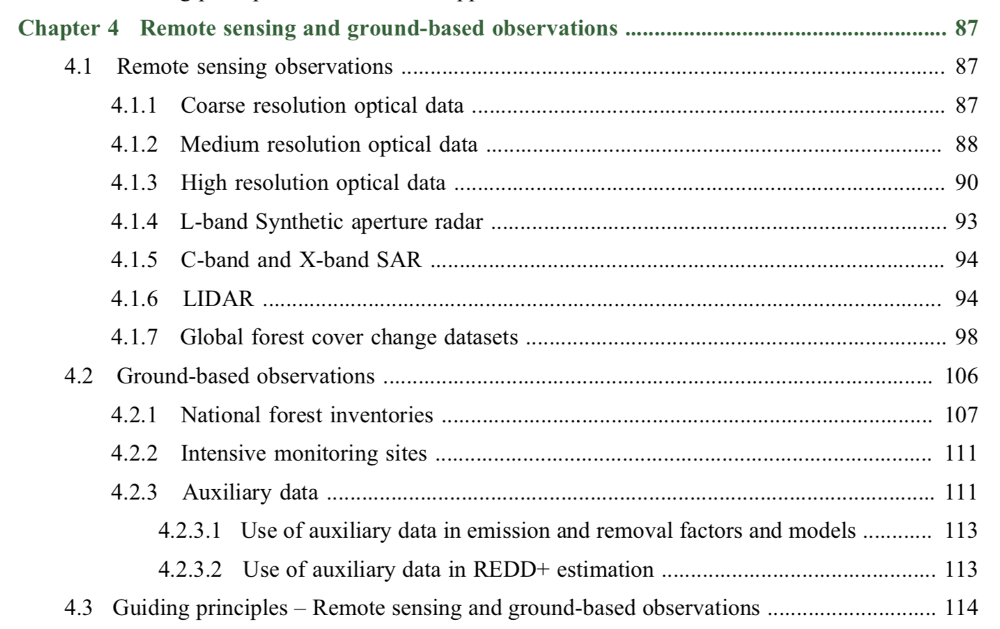 Chapter 4 Remote sensing and ground-based observations ........................................................ 87
4.1 Remote sensing observations ............................................................................................... 87
4.1.1 Coarse resolution optical data .................................................................................. 87
4.1.2 Medium resolution optical data ............................................................................... 88
4.1.3 High resolution optical data ..................................................................................... 90
4.1.4 L-band Synthetic aperture radar ............................................................................... 93
4.1.5 C-band and X-band SAR ......................................................................................... 94
4.1.6 LIDAR ...................................................................................................................... 94
4.1.7 Global forest cover change datasets ......................................................................... 98
4.2 Ground-based observations ................................................................................................ 106
4.2.1 National forest inventories ..................................................................................... 107
4.2.2 Intensive monitoring sites ...................................................................................... 111
4.2.3 Auxiliary data ......................................................................................................... 111
4.2.3.1 Use of auxiliary data in emission and removal factors and models ............ 113
4.2.3.2 Use of auxiliary data in REDD+ estimation ................................................ 113
4.3 Guiding principles – Remote sensing and ground-based observations ............................. 114